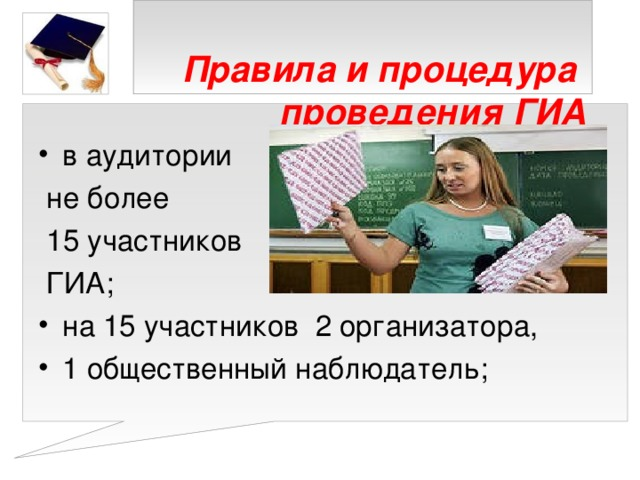 Правила и процедура
проведения ГИА
• в аудитории
не более
15 участников
ГИА;
• на 15 участников 2 организатора,
• 1 общественный наблюдатель;